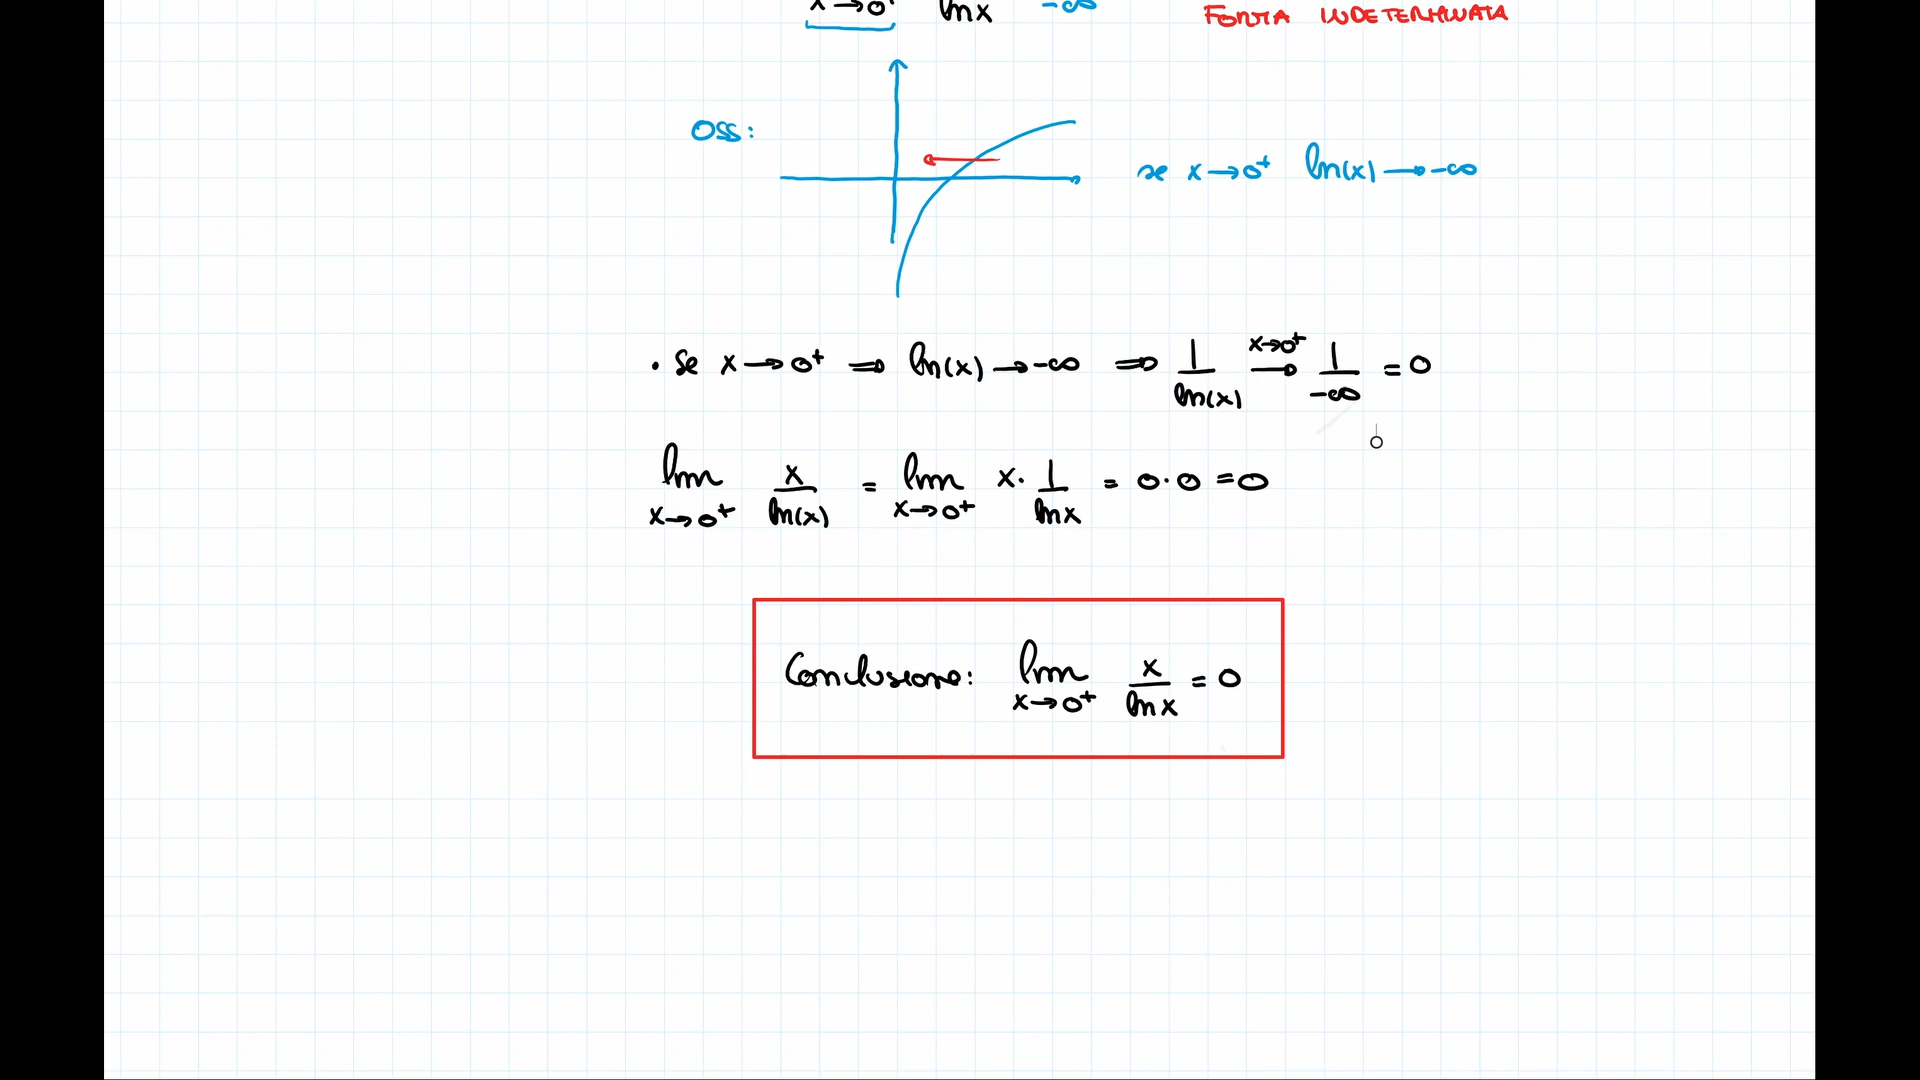 x→0⁺ lnx -∞ FORMA INDETERMINATA
OSS:
se x→0⁺ ln(x)→-∞
· Se x→0⁺ ⇒ ln(x)→-∞ ⇒ 1/ln(x) x→0⁺→ 1/-∞ = 0
lim x→0⁺ x/ln(x) = lim x→0⁺ x· 1/lnx = 0·0 = 0
Conclusione: lim x→0⁺ x/lnx = 0